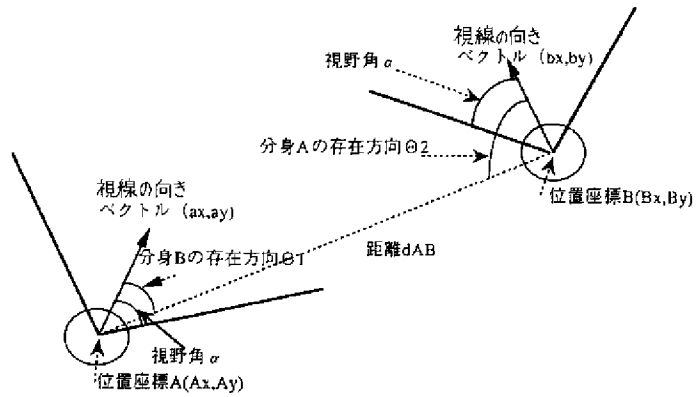 視線の向き
ベクトル (bx,by)
視野角α
分身Aの存在方向Θ2
位置座標B(Bx,By)
視線の向き
ベクトル (ax,ay)
分身Bの存在方向Θ1
距離dAB
視野角α
位置座標A(Ax,Ay)